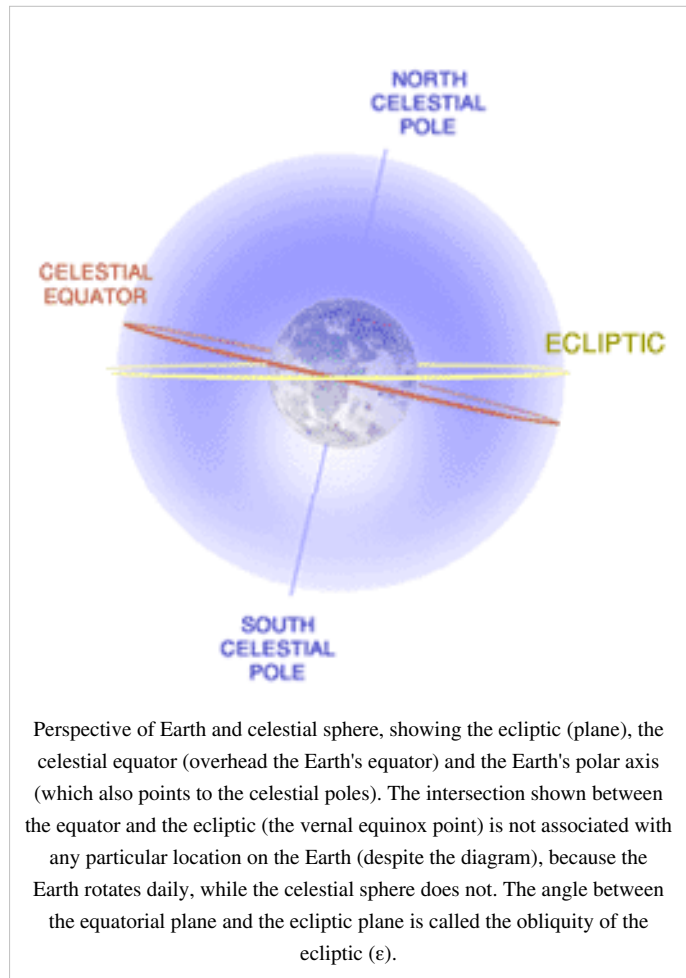 NORTH
CELESTIAL
POLE
CELESTIAL
EQUATOR
ECLIPTIC
SOUTH
CELESTIAL
POLE
Perspective of Earth and celestial sphere, showing the ecliptic (plane), the
celestial equator (overhead the Earth's equator) and the Earth's polar axis
(which also points to the celestial poles). The intersection shown between
the equator and the ecliptic (the vernal equinox point) is not associated with
any particular location on the Earth (despite the diagram), because the
Earth rotates daily, while the celestial sphere does not. The angle between
the equatorial plane and the ecliptic plane is called the obliquity of the
ecliptic (ε).